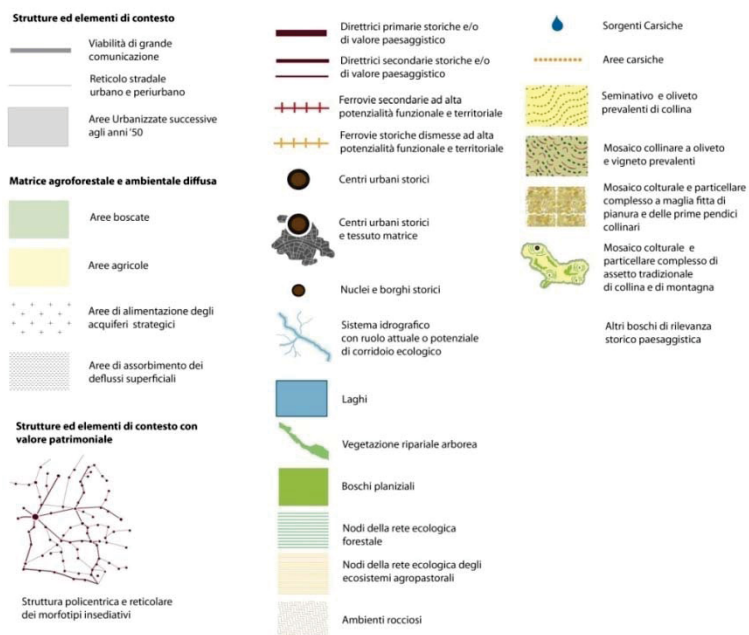 Strutture ed elementi di contesto
Viabilità di grande
comunicazione
Reticolo stradale
urbano e periurbano
Aree Urbanizzate successive
agli anni '50
Matrice agroforestale e ambientale diffusa
Aree boscate
Aree agricole
Aree di alimentazione degli
acquiferi strategici
Aree di assorbimento dei
deflussi superficiali
Strutture ed elementi di contesto con
valore patrimoniale
Struttura policentrica e reticolare
dei morfotipi insediativi
Direttrici primarie storiche e/o
di valore paesaggistico
Direttrici secondarie storiche e/o
di valore paesaggistico
Ferrovie secondarie ad alta
potenzialità funzionale e territoriale
Ferrovie storiche dismesse ad alta
potenzialità funzionale e territoriale
Centri urbani storici
Centri urbani storici
e tessuto matrice
Nuclei e borghi storici
Sistema idrografico
con ruolo attuale o potenziale
di corridoio ecologico
Laghi
Vegetazione ripariale arborea
Boschi planiziali
Nodi della rete ecologica
forestale
Nodi della rete ecologica degli
ecosistemi agropastorali
Ambienti rocciosi
Sorgenti Carsiche
Aree carsiche
Seminativo e oliveto
prevalenti di collina
Mosaico collinare a oliveto
e vigneto prevalenti
Mosaico colturale e particellare
complesso a maglia fitta di
pianura e delle prime pendici
collinari
Mosaico colturale e
particellare complesso di
assetto tradizionale
di collina e di montagna
Altri boschi di rilevanza
storico paesaggistica